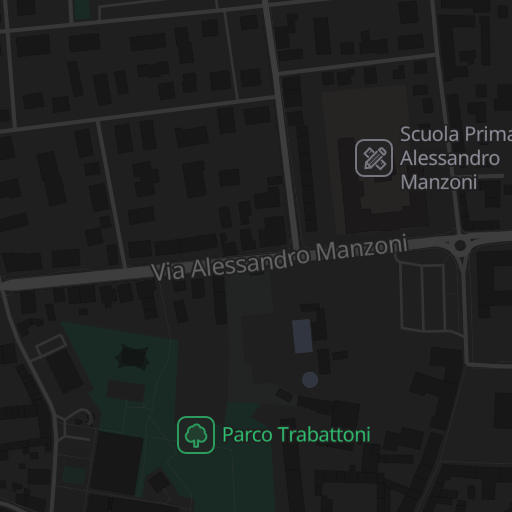 Scuola Prima
Alessandro
Manzoni
Via Alessandro Manzoni
Parco Trabattoni